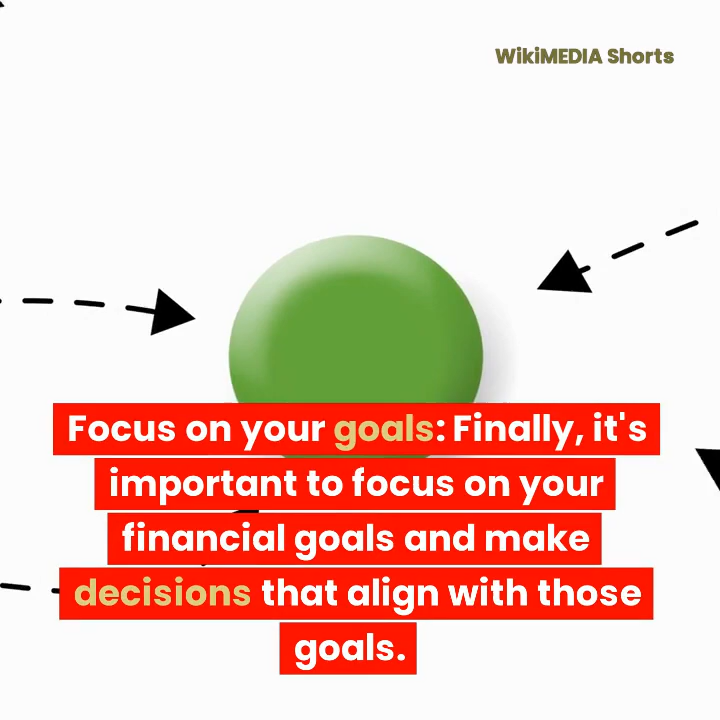 WikiMEDIA Shorts
Focus on your goals: Finally, it's
important to focus on your
financial goals and make
decisions that align with those
goals.